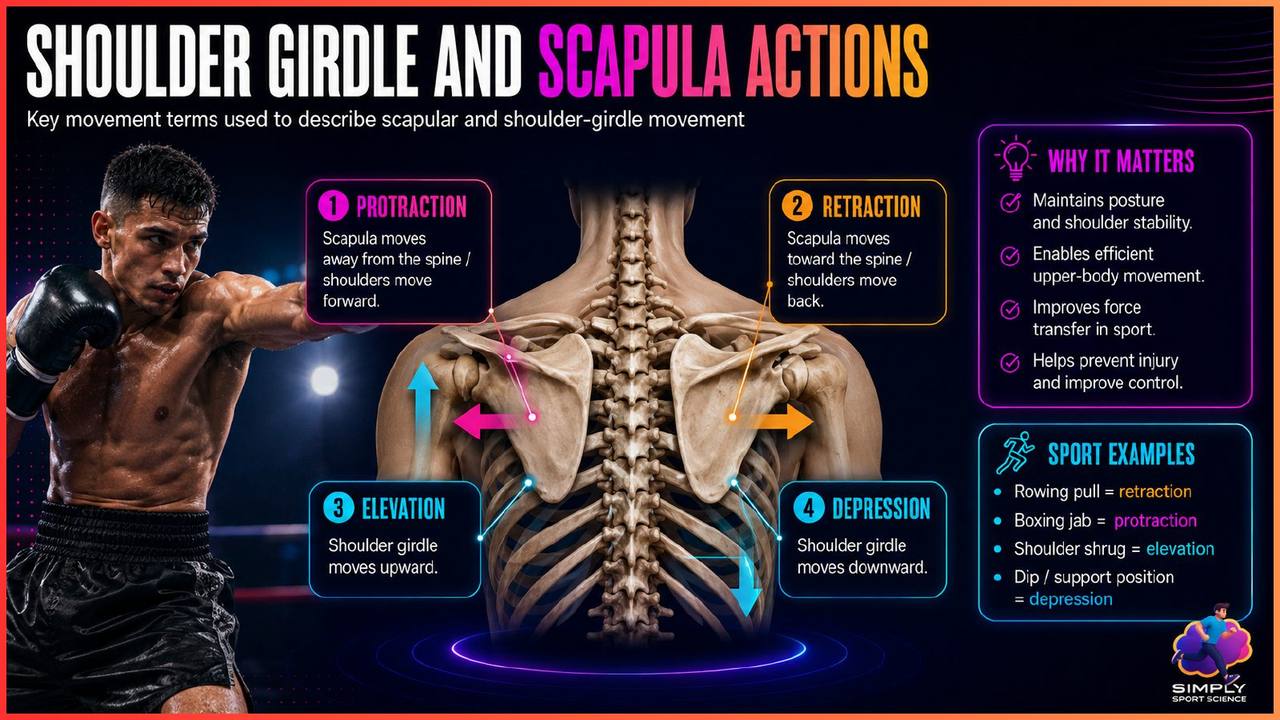 SHOULDER GIRDLE AND SCAPULA ACTIONS
Key movement terms used to describe scapular and shoulder-girdle movement
1 PROTRACTION
Scapula moves
away from the spine /
shoulders move
forward.
2 RETRACTION
Scapula moves
toward the spine /
shoulders move
back.
3 ELEVATION
Shoulder girdle
moves upward.
4 DEPRESSION
Shoulder girdle
moves downward.
WHY IT MATTERS
Maintains posture
and shoulder stability.
Enables efficient
upper-body movement.
Improves force
transfer in sport.
Helps prevent injury
and improve control.
SPORT EXAMPLES
• Rowing pull = retraction
• Boxing jab = protraction
• Shoulder shrug = elevation
• Dip / support position
= depression
SIMPLY
SPORT SCIENCE